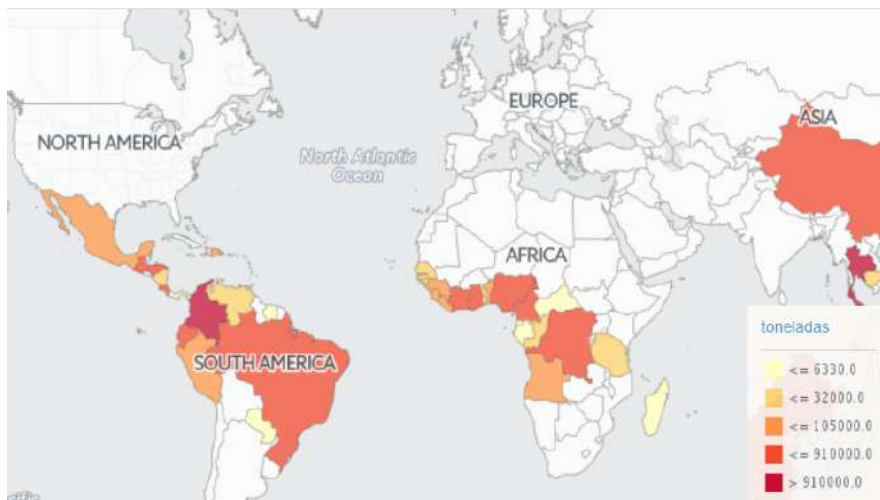 EUROPE
ASIA
NORTH AMERICA
North Atlantic
Ocean
AFRICA
SOUTH AMERICA
toneladas
<= 6330.0
<= 32000.0
<= 105000.0
<= 910000.0
> 910000.0